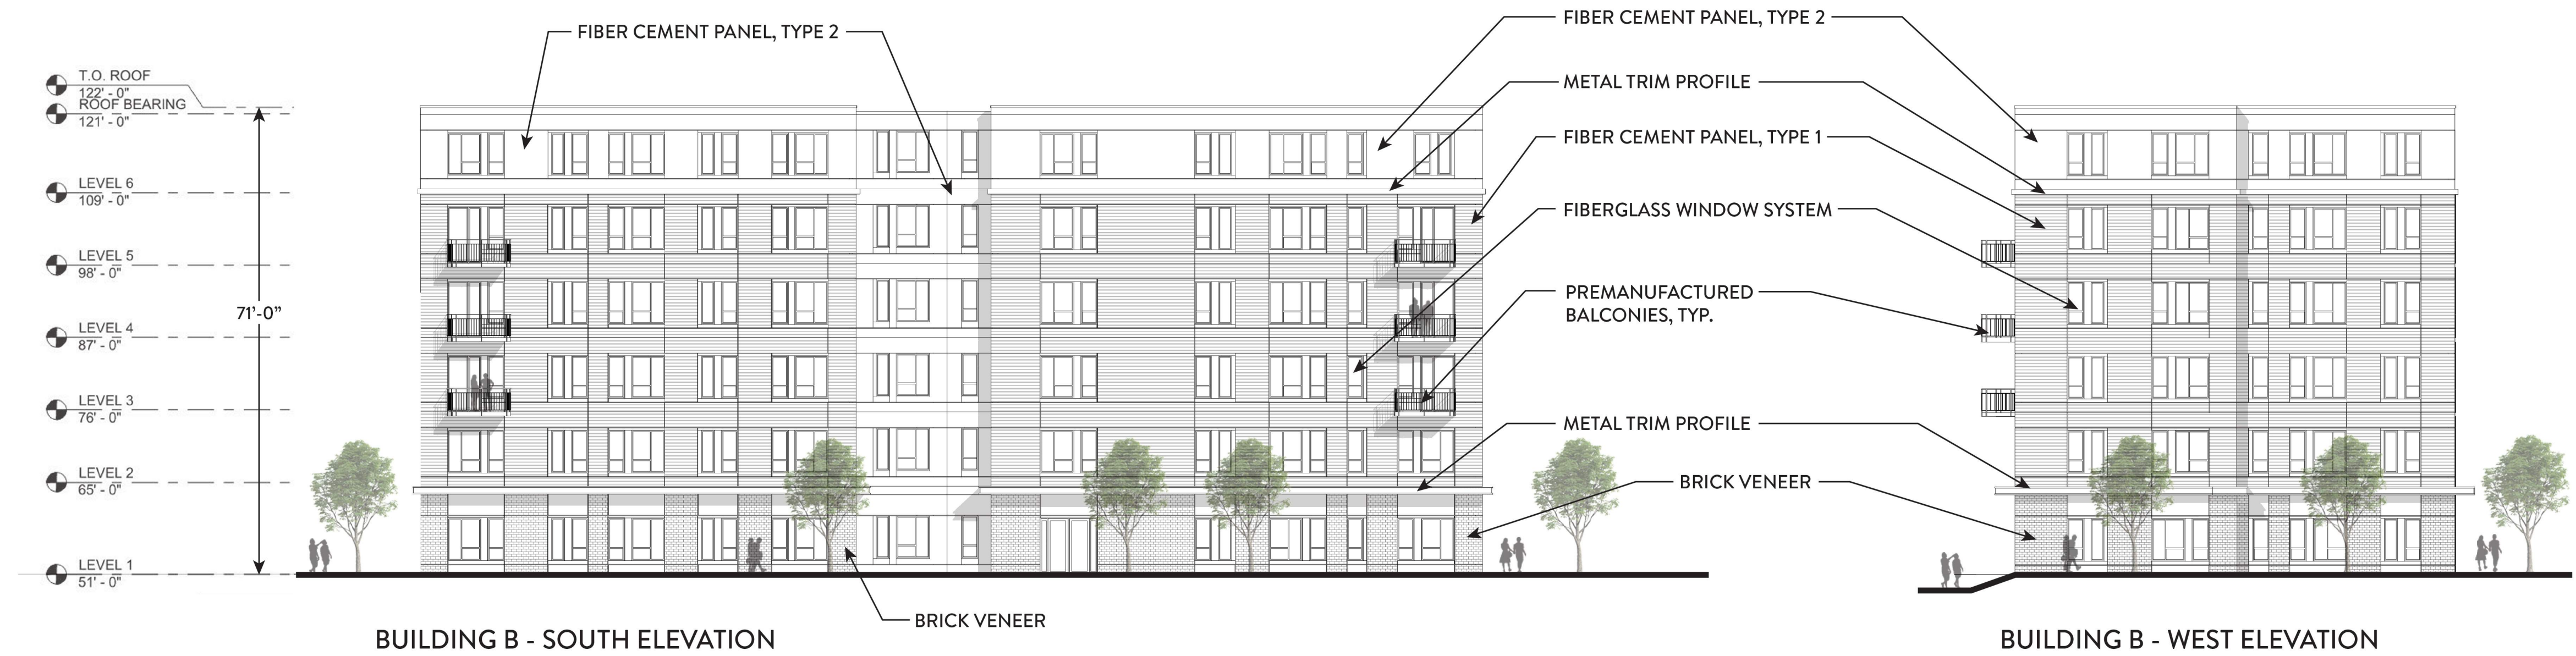 FIBER CEMENT PANEL, TYPE 2
T.O. ROOF
122' - 0"
ROOF BEARING
121' - 0"
LEVEL 6
109' - 0"
LEVEL 5
98' - 0"
71'-0"
LEVEL 4
87' - 0"
LEVEL 3
76' - 0"
LEVEL 2
65' - 0"
LEVEL 1
51' - 0"
FIBER CEMENT PANEL, TYPE 2
METAL TRIM PROFILE
FIBER CEMENT PANEL, TYPE 1
FIBERGLASS WINDOW SYSTEM
PREMANUFACTURED
BALCONIES, TYP.
METAL TRIM PROFILE
BRICK VENEER
BRICK VENEER
BUILDING B - SOUTH ELEVATION
BUILDING B - WEST ELEVATION